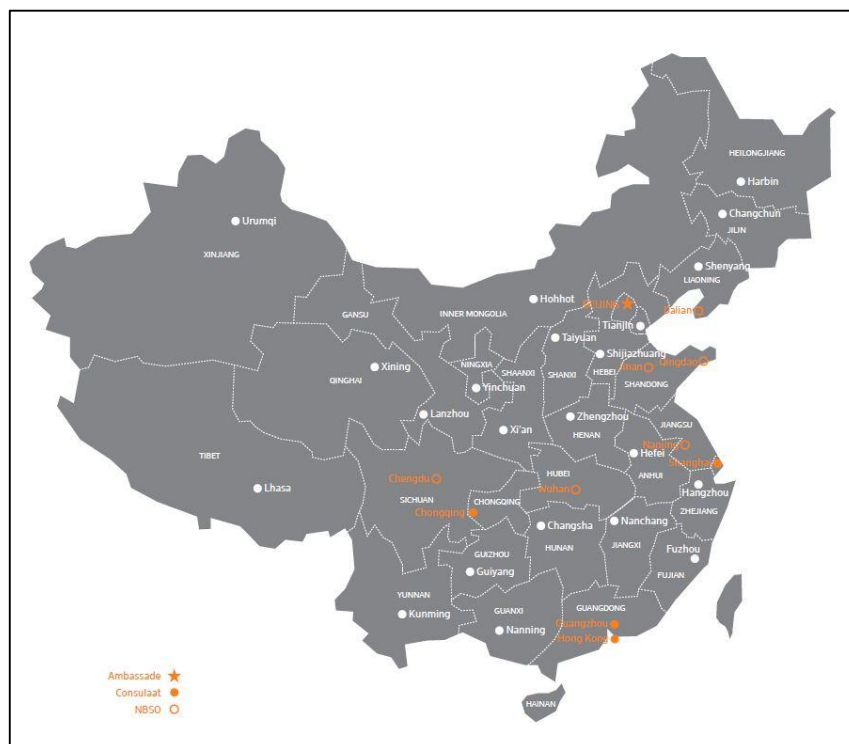 HEILONGJIANG
Harbin
Changchun
JILIN
Urumqi
XINJIANG
Shenyang
LIAONING
Hohhot
BEIJING
Dalian
GANSU
INNER MONGOLIA
Tianjin
Taiyuan
Shijiazhuang
Qingdao
NINGXIA
SHAANXI
Xining
SHANXI
HEBEI
Jinan
QINGHAI
Yinchuan
SHANDONG
Lanzhou
Zhengzhou
Xi'an
JIANGSU
HENAN
Nanjing
TIBET
Hefei
Shanghai
HUBEI
ANHUI
Chengdu
Lhasa
Wuhan
Hangzhou
SICHUAN
CHONGQING
ZHEJIANG
Chongqing
Changsha
Nanchang
GUIZHOU
HUNAN
JIANGXI
Fuzhou
Guiyang
FUJIAN
YUNNAN
GUANXI
GUANGDONG
Kunming
Guangzhou
Nanning
Hong Kong
Ambassade
Consulaat
NBSO
HAINAN